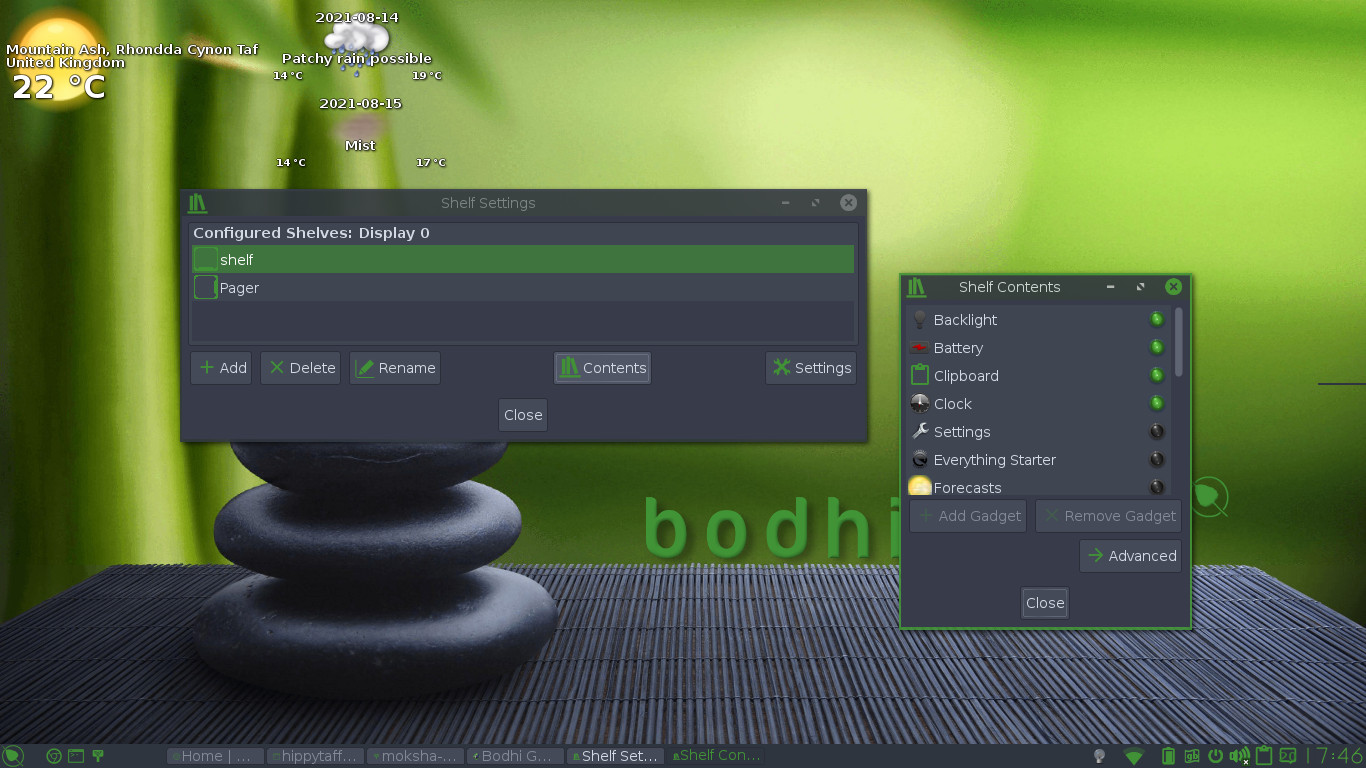 2021-08-14
Mountain Ash, Rhondda Cynon Taf
United Kingdom
22 °C
Patchy rain possible
14°C 19°C
2021-08-15
Mist
14°C 17°C
Shelf Settings
Configured Shelves: Display 0
shelf
Pager
Add Delete Rename Contents Settings
Close
Shelf Contents
Backlight
Battery
Clipboard
Clock
Settings
Everything Starter
Forecasts
Add Gadget Remove Gadget
Advanced
Close
bodhi
Home | ... hippytaff... moksha-... Bodhi G... Shelf Set... Shelf Con... gb 7:46